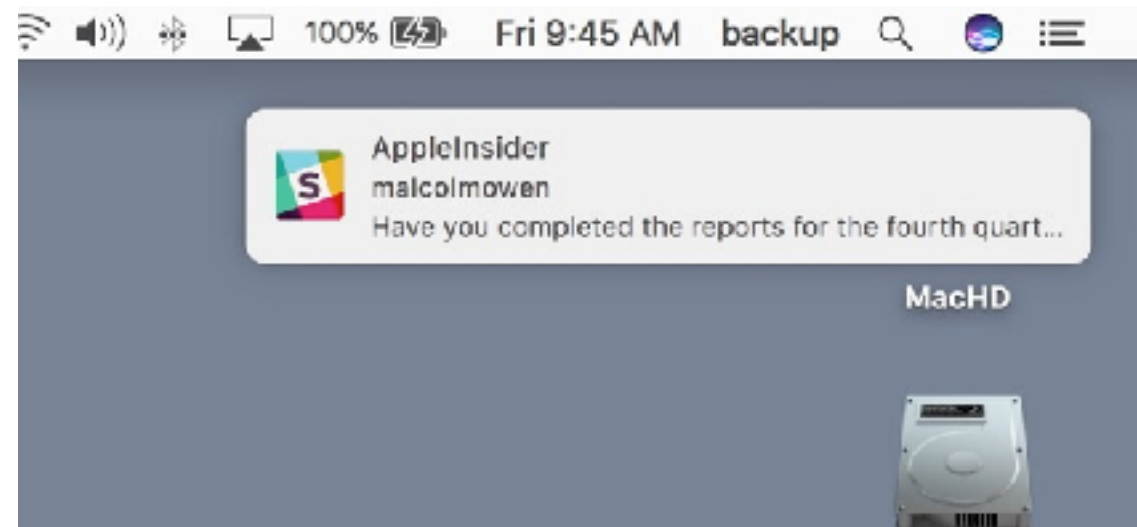 100% Fri 9:45 AM backup
AppleInsider
S
malcolmowen
Have you completed the reports for the fourth quart...
MacHD